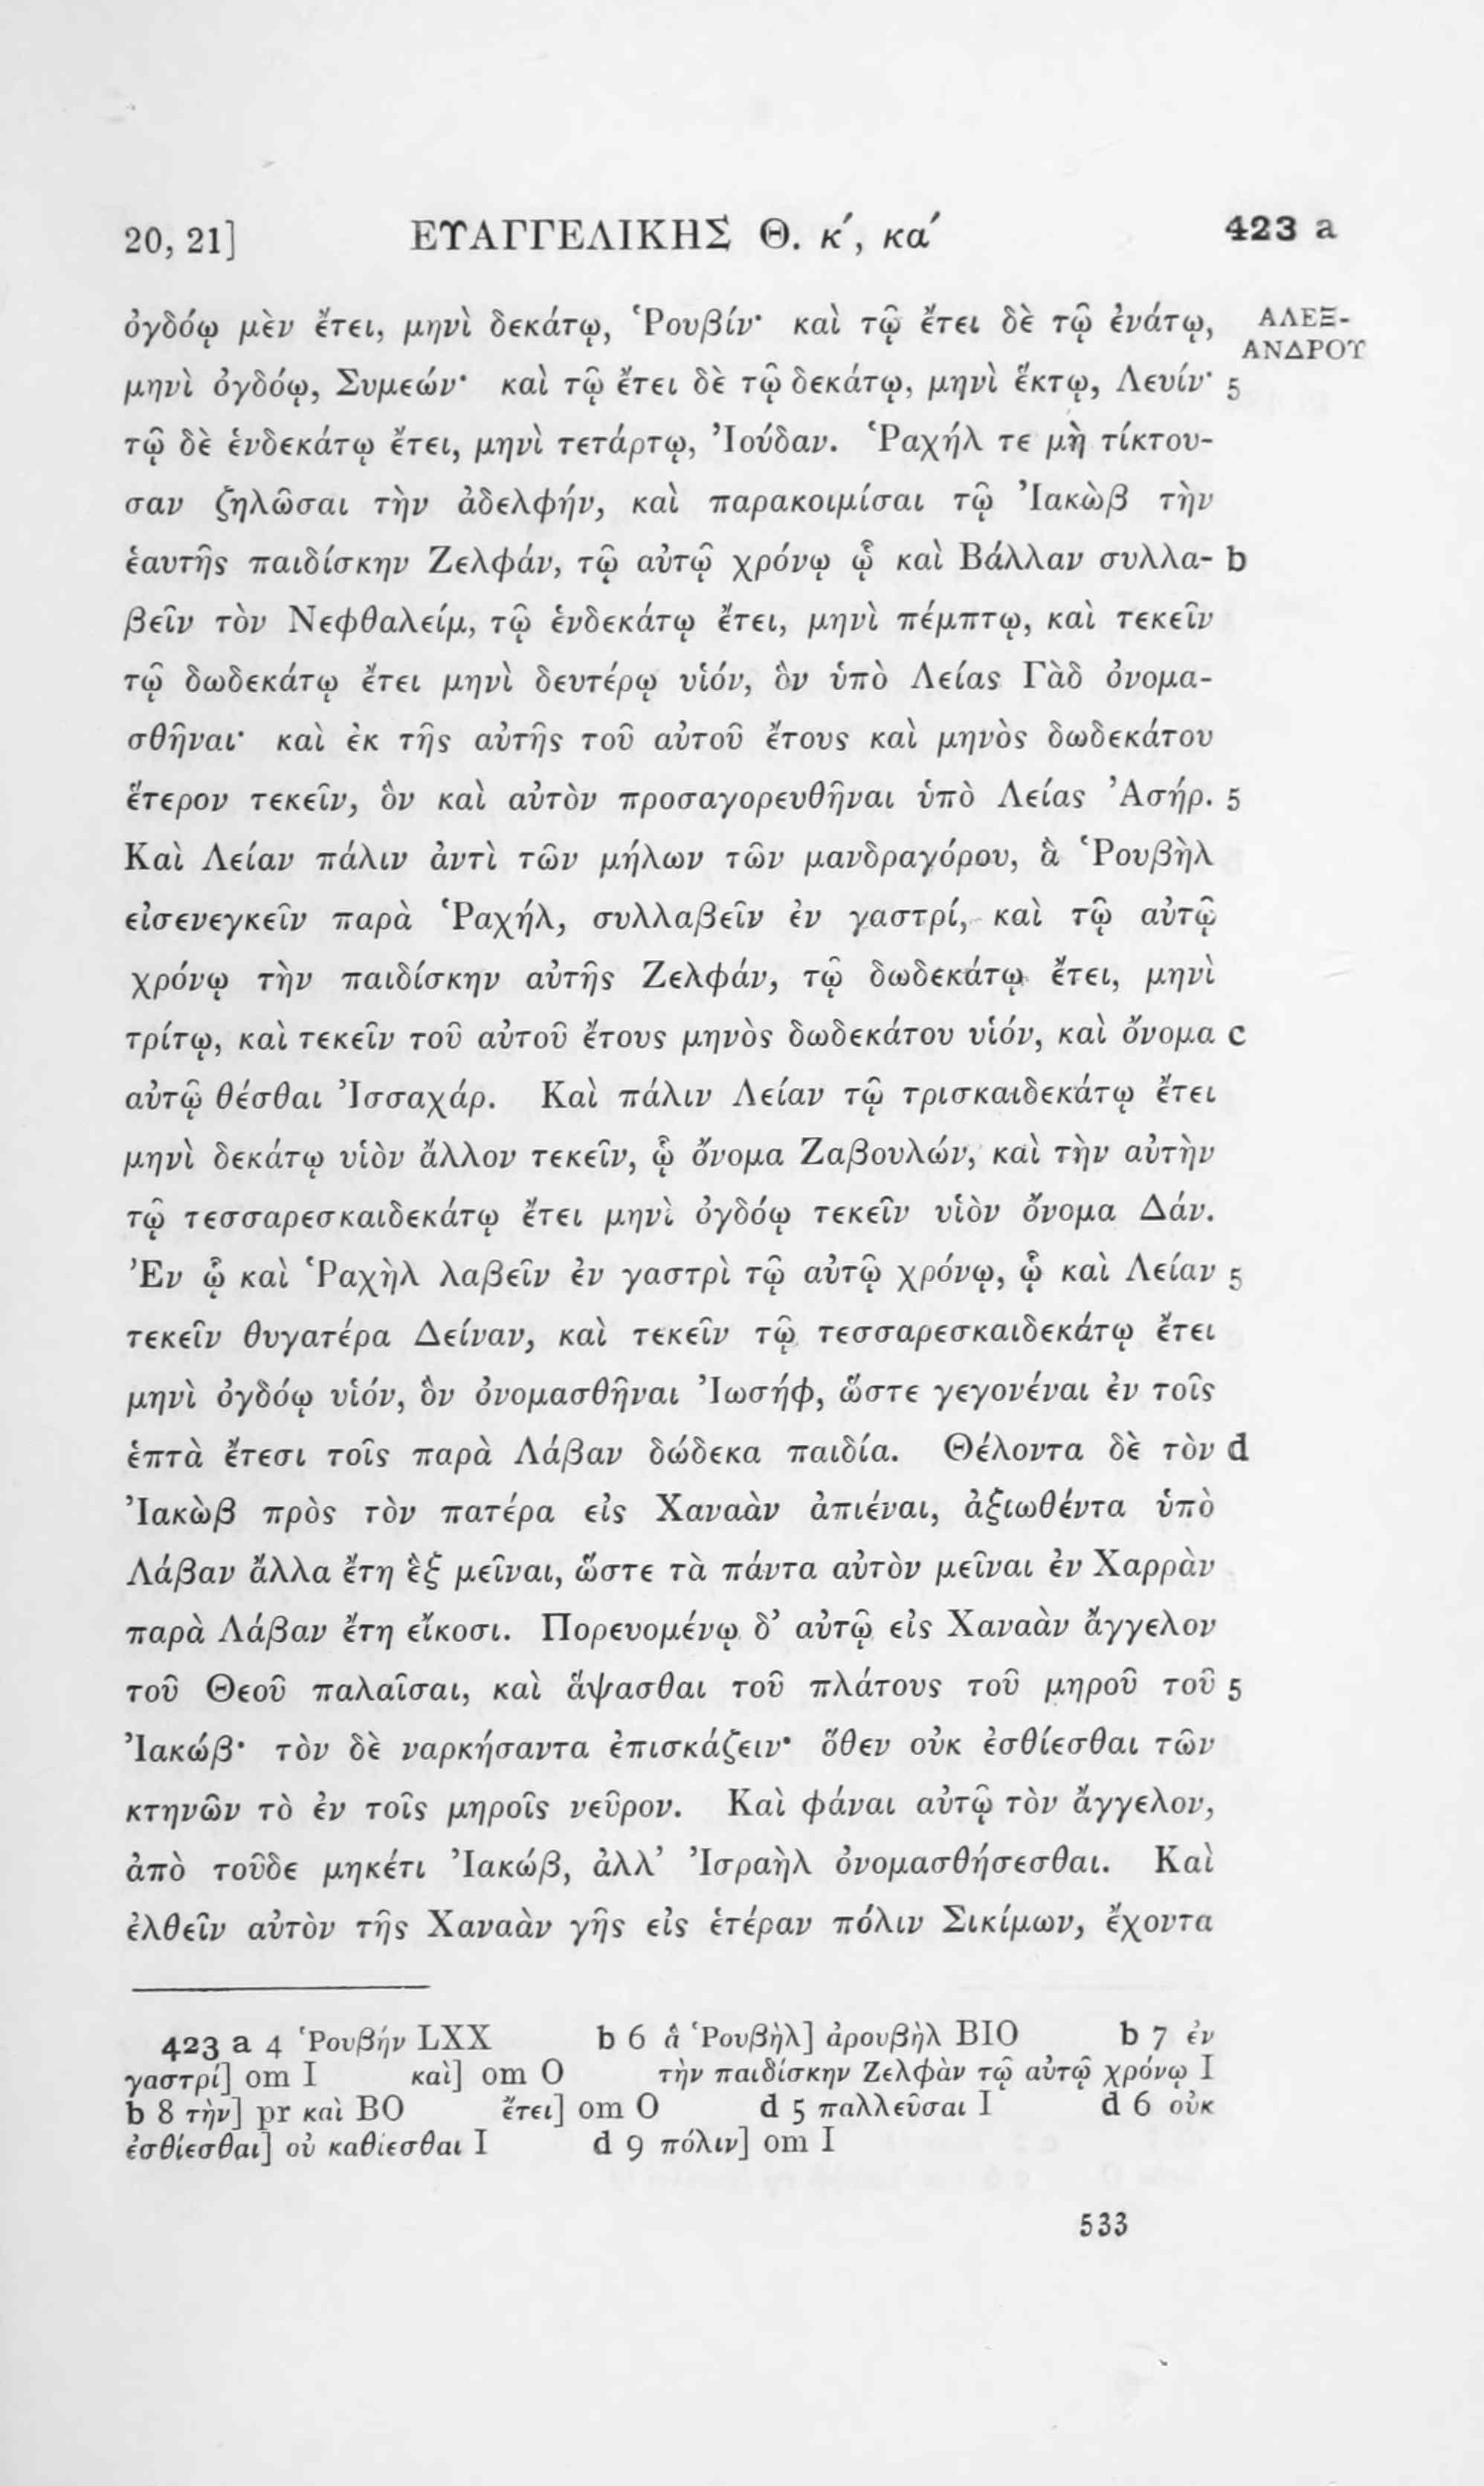 20, 21] ΕΥΑΓΓΕΛΙΚΗΣ Θ. κʹ, καʹ 423 a
ὀγδόῳ μὲν ἔτει, μηνὶ δεκάτῳ, Ῥουβίν· καὶ τῷ ἔτει δὲ τῷ ἐνάτῳ, ΑΛΕΞ-
ΑΝΔΡΟΥ
μηνὶ ὀγδόῳ, Συμεών· καὶ τῷ ἔτει δὲ τῷ δεκάτῳ, μηνὶ ἕκτῳ, Λευίν· 5
τῷ δὲ ἑνδεκάτῳ ἔτει, μηνὶ τετάρτῳ, Ἰούδαν. Ῥαχήλ τε μὴ τίκτου-
σαν ζηλῶσαι τὴν ἀδελφήν, καὶ παρακοιμίσαι τῷ Ἰακὼβ τὴν
ἑαυτῆς παιδίσκην Ζελφάν, τῷ αὐτῷ χρόνῳ ᾧ καὶ Βάλλαν συλλα- b
βεῖν τὸν Νεφθαλείμ, τῷ ἑνδεκάτῳ ἔτει, μηνὶ πέμπτῳ, καὶ τεκεῖν
τῷ δωδεκάτῳ ἔτει μηνὶ δευτέρῳ υἱόν, ὃν ὑπὸ Λείας Γὰδ ὀνομα-
σθῆναι· καὶ ἐκ τῆς αὐτῆς τοῦ αὐτοῦ ἔτους καὶ μηνὸς δωδεκάτου
ἕτερον τεκεῖν, ὃν καὶ αὐτὸν προσαγορευθῆναι ὑπὸ Λείας Ἀσήρ. 5
Καὶ Λείαν πάλιν ἀντὶ τῶν μήλων τῶν μανδραγόρου, ἃ Ῥουβὴλ
εἰσενεγκεῖν παρὰ Ῥαχήλ, συλλαβεῖν ἐν γαστρί, καὶ τῷ αὐτῷ
χρόνῳ τὴν παιδίσκην αὐτῆς Ζελφάν, τῷ δωδεκάτῳ ἔτει, μηνὶ
τρίτῳ, καὶ τεκεῖν τοῦ αὐτοῦ ἔτους μηνὸς δωδεκάτου υἱόν, καὶ ὄνομα c
αὐτῷ θέσθαι Ἰσσαχάρ. Καὶ πάλιν Λείαν τῷ τρισκαιδεκάτῳ ἔτει
μηνὶ δεκάτῳ υἱὸν ἄλλον τεκεῖν, ᾧ ὄνομα Ζαβουλών, καὶ τὴν αὐτὴν
τῷ τεσσαρεσκαιδεκάτῳ ἔτει μηνὶ ὀγδόῳ τεκεῖν υἱὸν ὄνομα Δάν.
Ἐν ᾧ καὶ Ῥαχὴλ λαβεῖν ἐν γαστρὶ τῷ αὐτῷ χρόνῳ, ᾧ καὶ Λείαν 5
τεκεῖν θυγατέρα Δείναν, καὶ τεκεῖν τῷ τεσσαρεσκαιδεκάτῳ ἔτει
μηνὶ ὀγδόῳ υἱόν, ὃν ὀνομασθῆναι Ἰωσήφ, ὥστε γεγονέναι ἐν τοῖς
ἑπτὰ ἔτεσι τοῖς παρὰ Λάβαν δώδεκα παιδία. Θέλοντα δὲ τὸν d
Ἰακὼβ πρὸς τὸν πατέρα εἰς Χαναὰν ἀπιέναι, ἀξιωθέντα ὑπὸ
Λάβαν ἄλλα ἔτη ἓξ μεῖναι, ὥστε τὰ πάντα αὐτὸν μεῖναι ἐν Χαρρὰν
παρὰ Λάβαν ἔτη εἴκοσι. Πορευομένῳ δ’ αὐτῷ εἰς Χαναὰν ἄγγελον
τοῦ Θεοῦ παλαῖσαι, καὶ ἅψασθαι τοῦ πλάτους τοῦ μηροῦ τοῦ 5
Ἰακώβ· τὸν δὲ ναρκήσαντα ἐπισκάζειν· ὅθεν οὐκ ἐσθίεσθαι τῶν
κτηνῶν τὸ ἐν τοῖς μηροῖς νεῦρον. Καὶ φάναι αὐτῷ τὸν ἄγγελον,
ἀπὸ τοῦδε μηκέτι Ἰακώβ, ἀλλ’ Ἰσραὴλ ὀνομασθήσεσθαι. Καὶ
ἐλθεῖν αὐτὸν τῆς Χαναὰν γῆς εἰς ἑτέραν πόλιν Σικίμων, ἔχοντα
423 a 4 Ῥουβήν LXX b 6 ἃ Ῥουβὴλ] ἀρουβὴλ BIO b 7 ἐν
γαστρί] om I καὶ] om O τὴν παιδίσκην Ζελφὰν τῷ αὐτῷ χρόνῳ I
b 8 τὴν] pr καὶ BO ἔτει] om O d 5 παλλεῦσαι I d 6 οὐκ
ἐσθίεσθαι] οὐ καθίεσθαι I d 9 πόλιν] om I
533